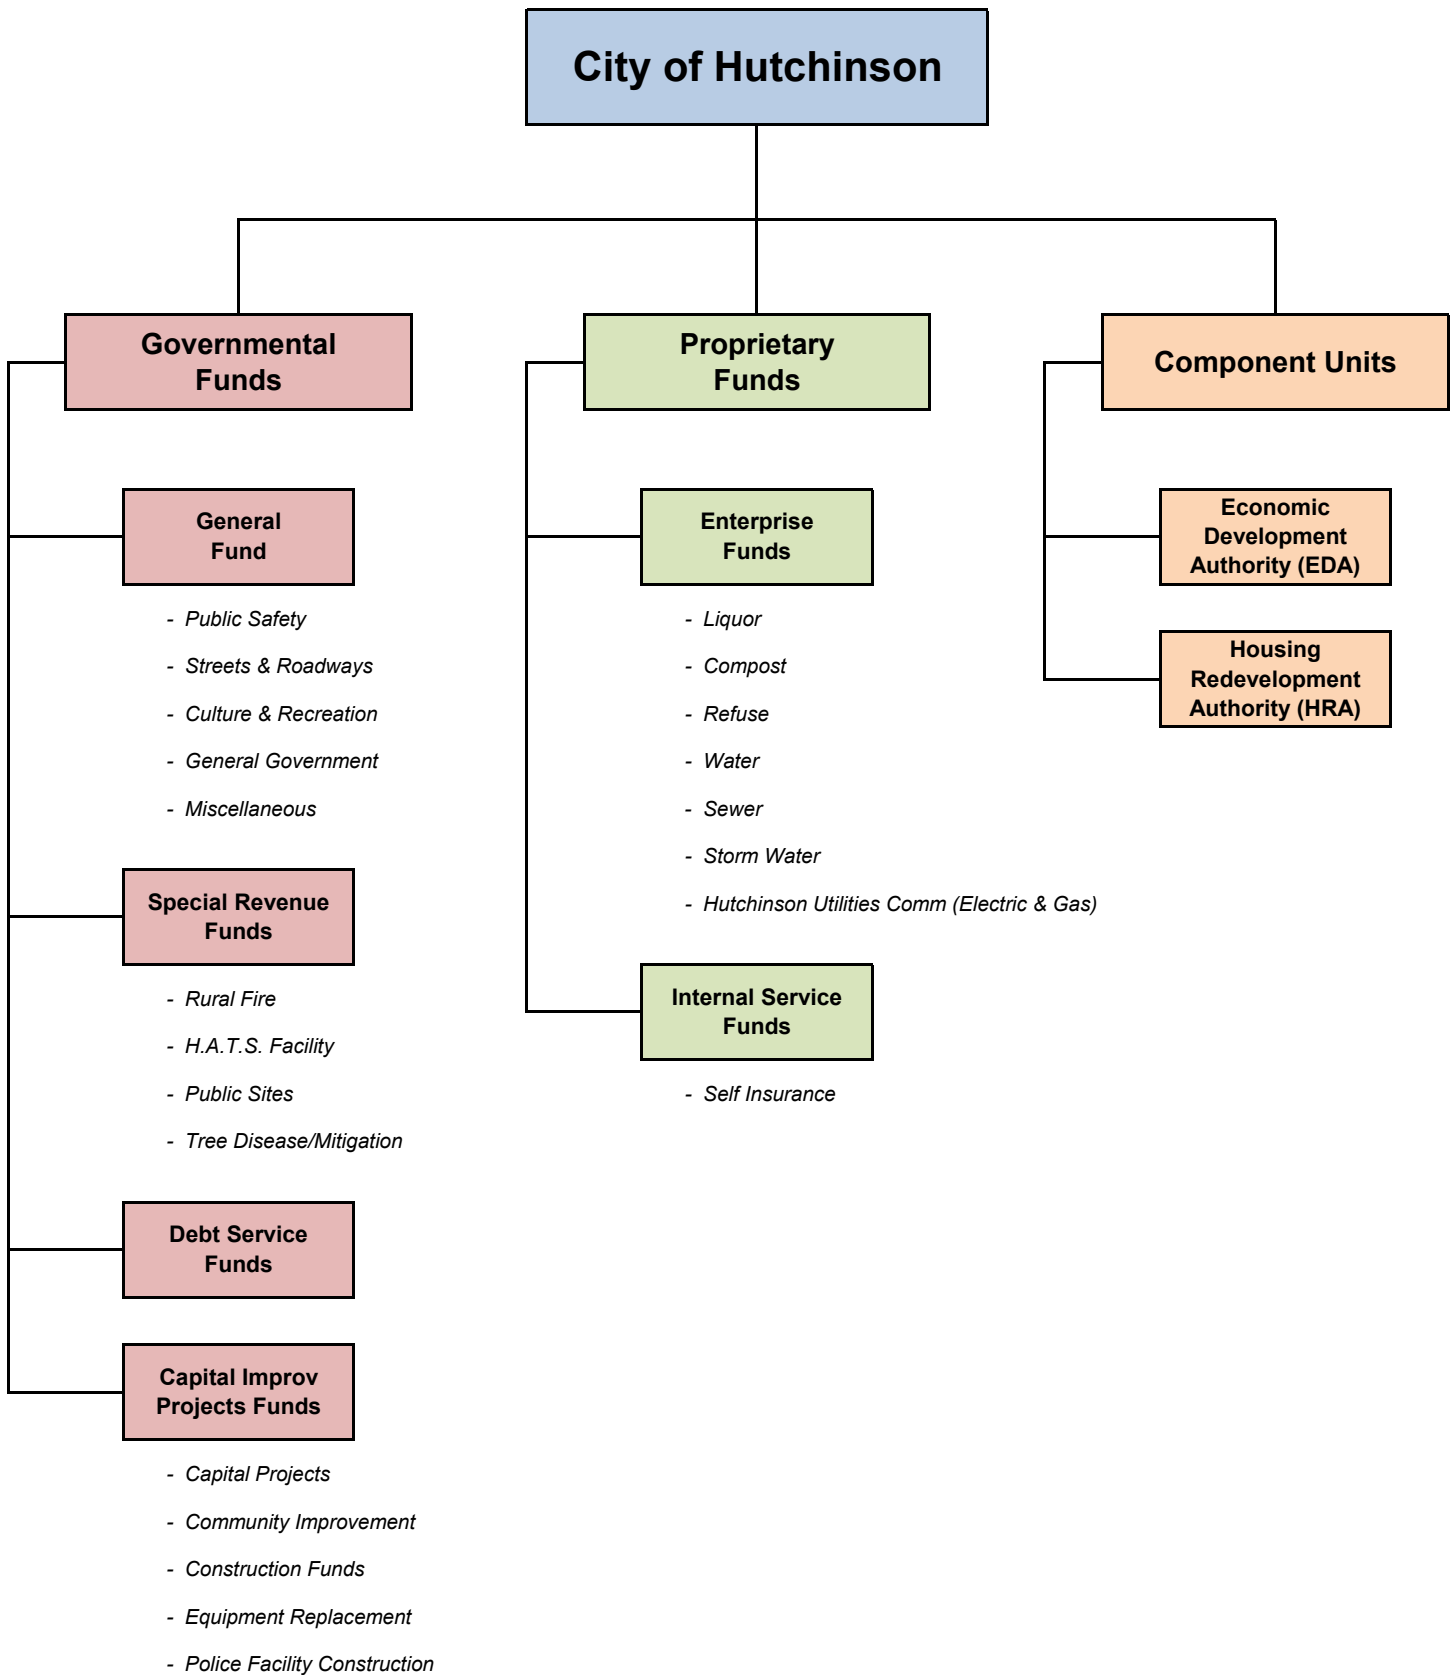 City of Hutchinson
Governmental
Funds
General
Fund
- Public Safety
- Streets & Roadways
- Culture & Recreation
- General Government
- Miscellaneous
Special Revenue
Funds
- Rural Fire
- H.A.T.S. Facility
- Public Sites
- Tree Disease/Mitigation
Debt Service
Funds
Capital Improv
Projects Funds
- Capital Projects
- Community Improvement
- Construction Funds
- Equipment Replacement
- Police Facility Construction
Proprietary
Funds
Enterprise
Funds
- Liquor
- Compost
- Refuse
- Water
- Sewer
- Storm Water
- Hutchinson Utilities Comm (Electric & Gas)
Internal Service
Funds
- Self Insurance
Component Units
Economic
Development
Authority (EDA)
Housing
Redevelopment
Authority (HRA)